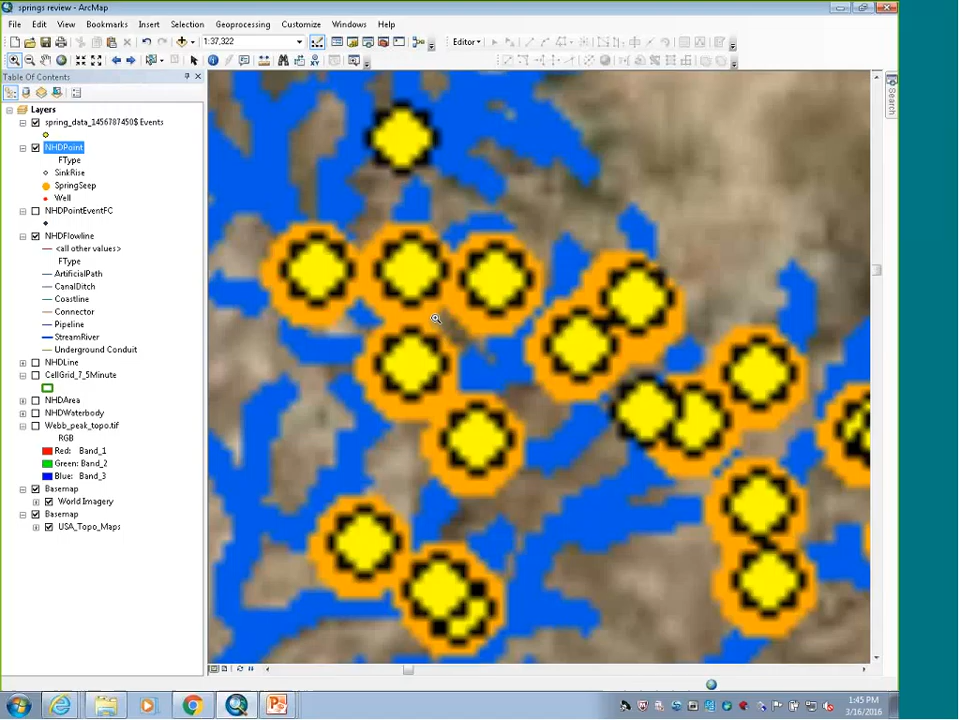 springs review - ArcMap
File Edit View Bookmarks Insert Selection Geoprocessing Customize Windows Help
1:37,322
Editor
Table Of Contents
Layers
spring_data_1456787450$ Events
NHDPoint
FType
SinkRise
SpringSeep
Well
NHDPointEventFC
NHDFlowline
<all other values>
FType
ArtificialPath
CanalDitch
Coastline
Connector
Pipeline
StreamRiver
Underground Conduit
NHDLine
CellGrid_7_5Minute
NHDArea
NHDWaterbody
Webb_peak_topo.tif
RGB
Red: Band_1
Green: Band_2
Blue: Band_3
Basemap
World Imagery
Basemap
USA_Topo_Maps
Search
1:45 PM
3/16/2016